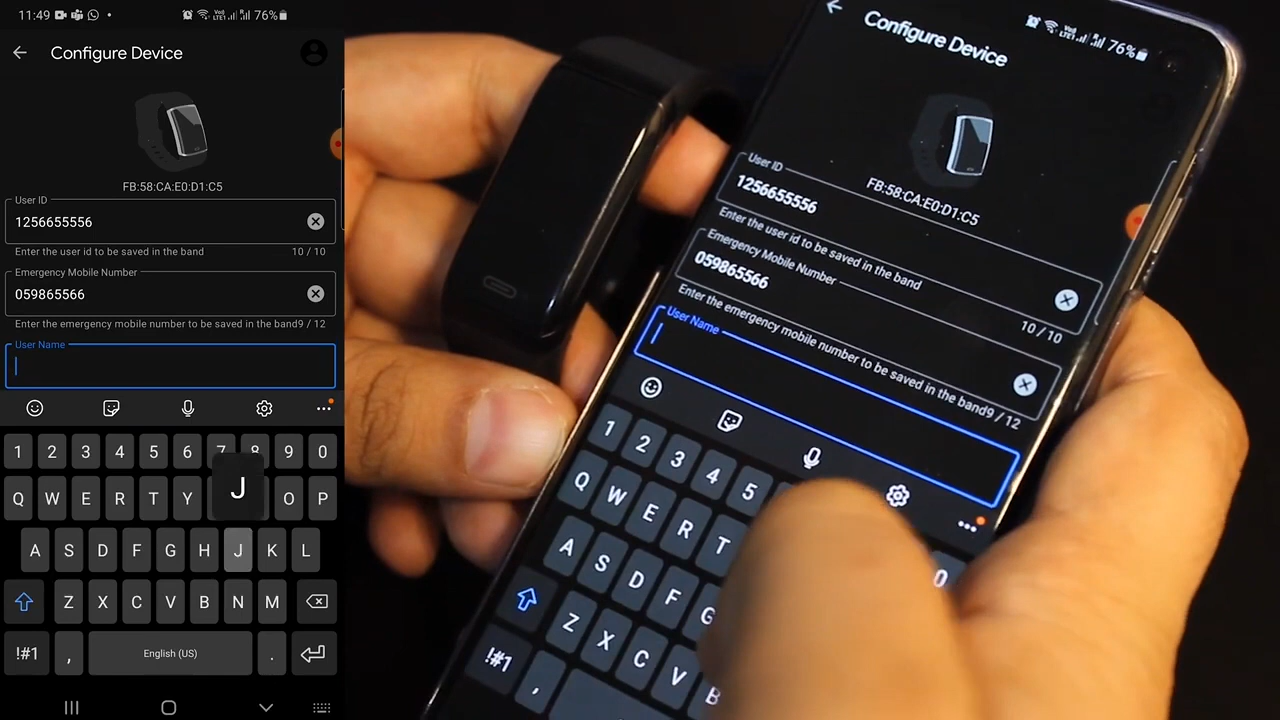 11:49
Vo)) LTE1 76%
Configure Device
FB:58:CA:E0:D1:C5
User ID
1256655556
Enter the user id to be saved in the band 10 / 10
Emergency Mobile Number
059865566
Enter the emergency mobile number to be saved in the band9 / 12
User Name
1 2 3 4 5 6 7 8 9 0
Q W E R T Y J O P
A S D F G H J K L
Z X C V B N M
!#1 , English (US) .
76%
Configure Device
FB:58:CA:E0:D1:C5
User ID
1256655556
Enter the user id to be saved in the band
10 / 10
Emergency Mobile Number
059865566
Enter the emergency mobile number to be saved in the band9 / 12
User Name
1 2 3 4 5 0
Q W E R T
A S D F G
Z X C V B
!#1 ,